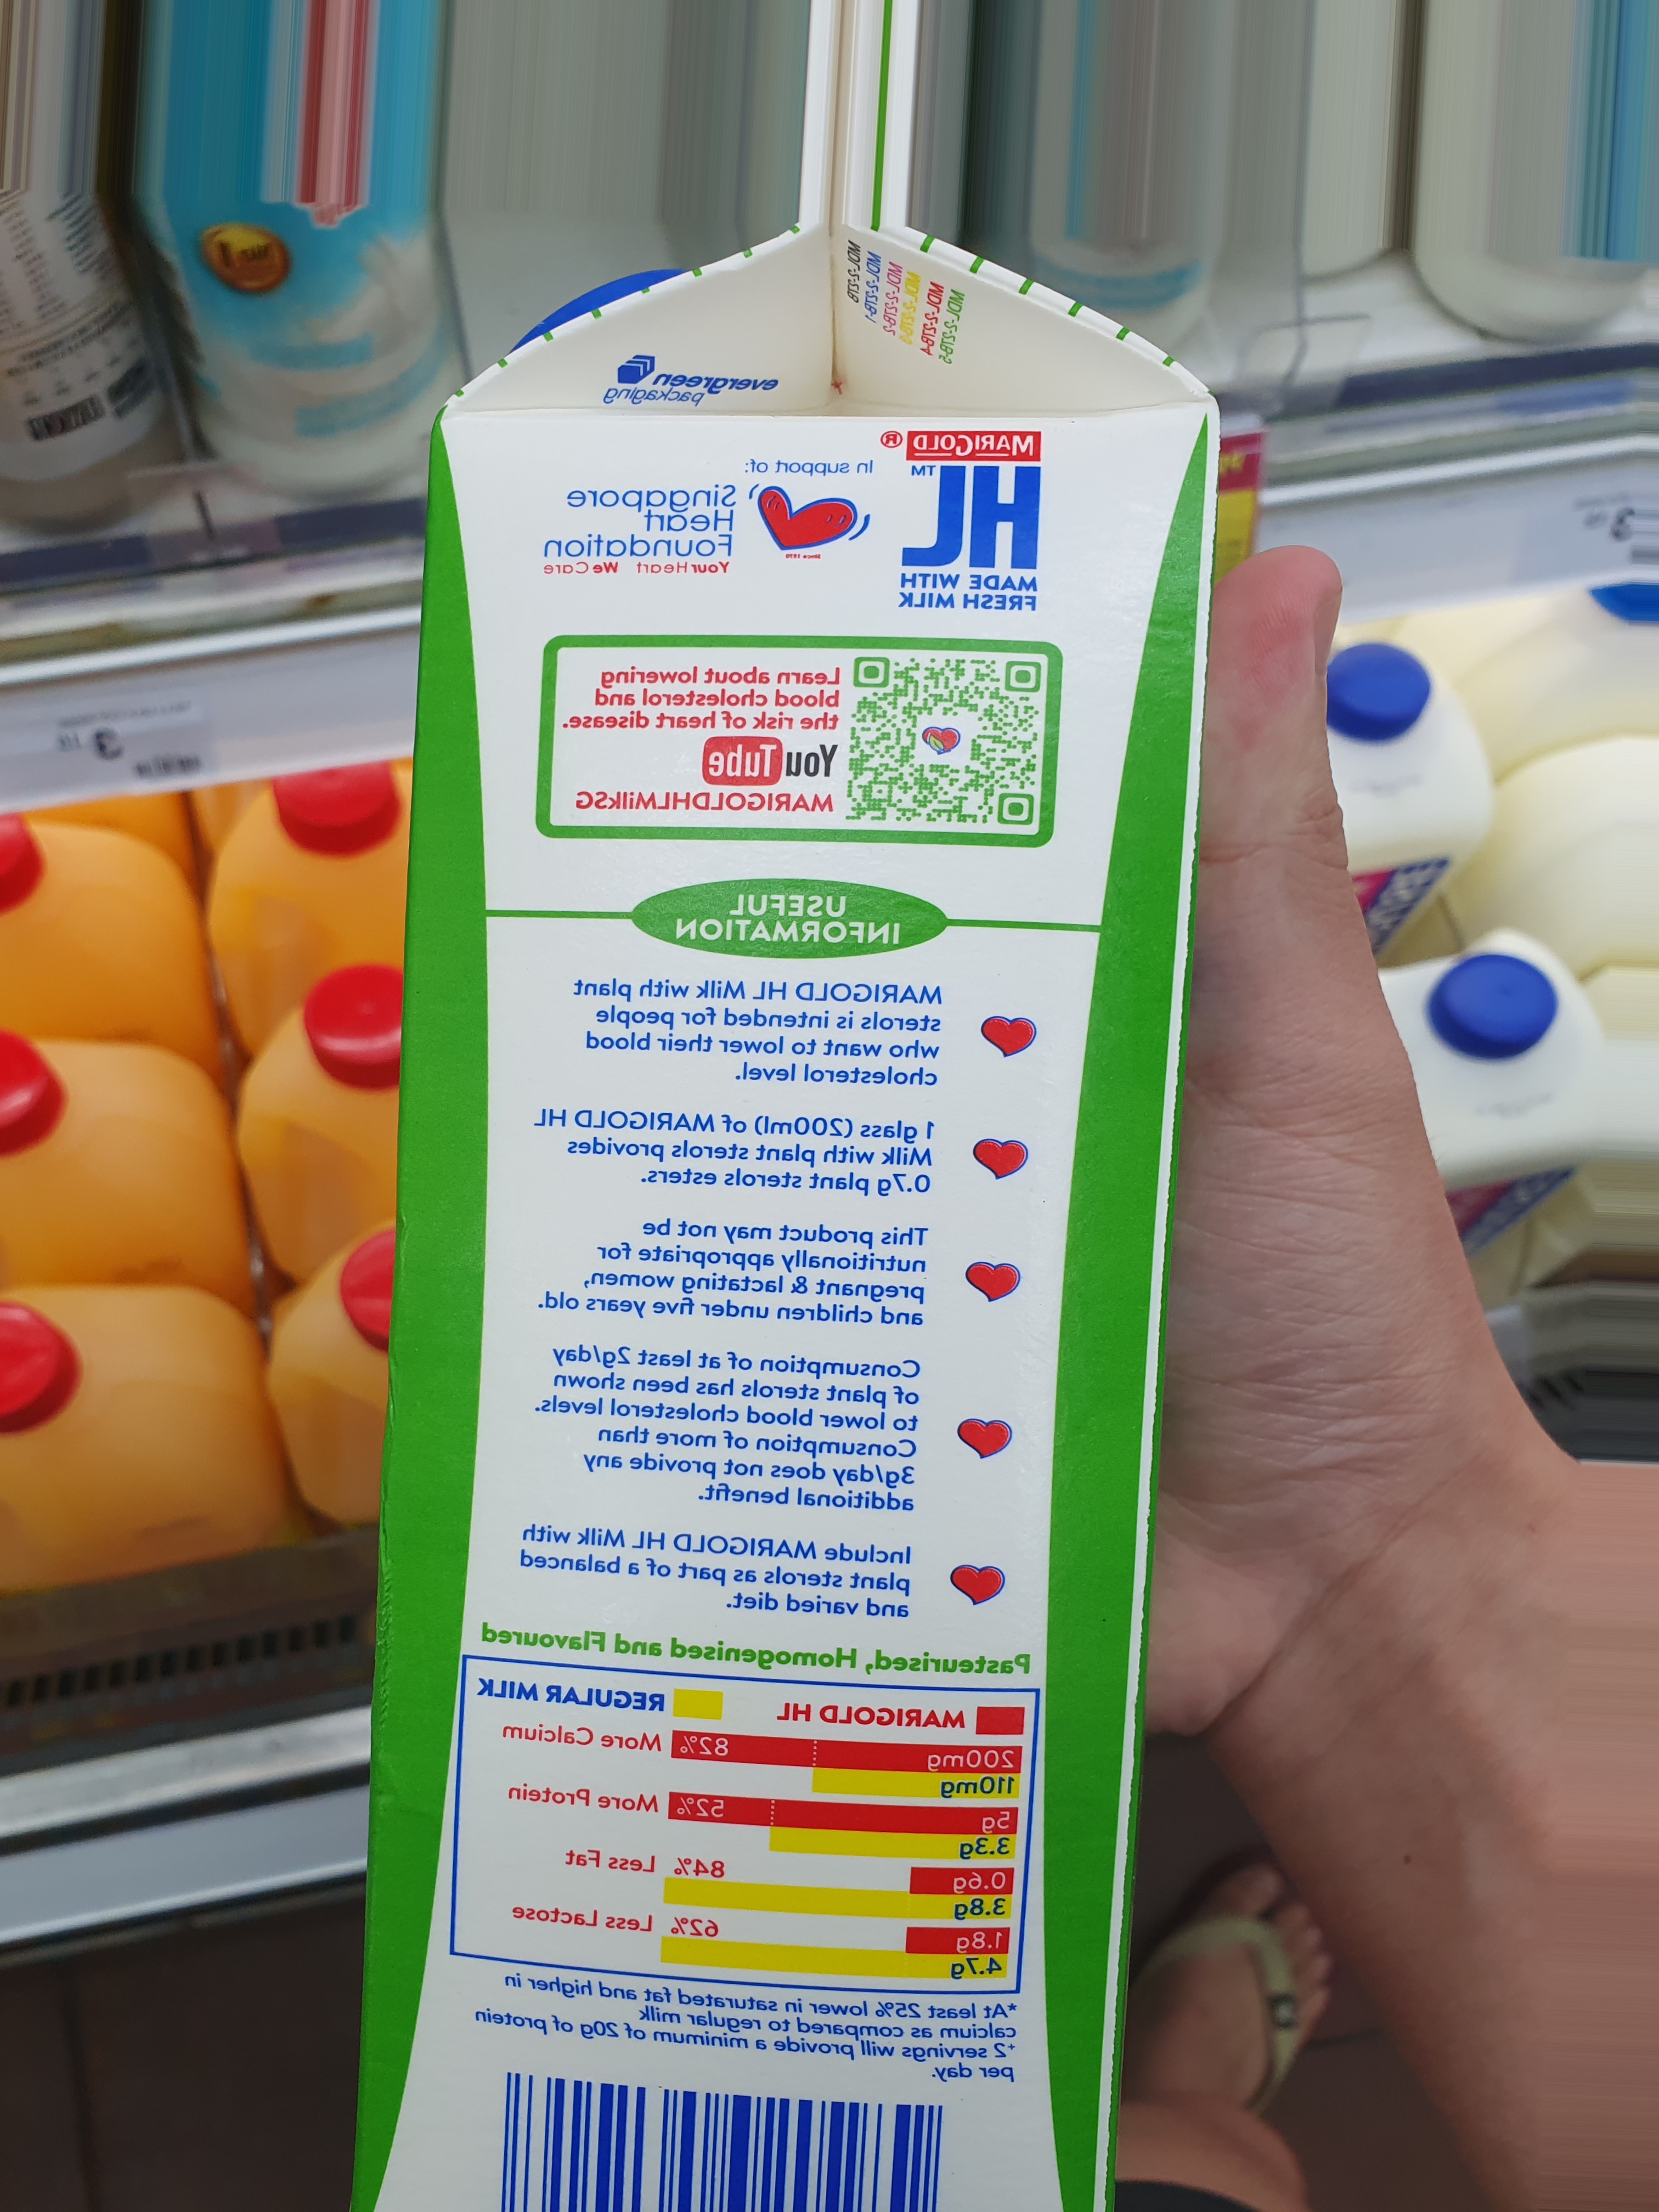 evergreen
packaging
MARIGOLD®
HL™
MADE WITH
FRESH MILK
In support of:
Singapore
Heart
Foundation
Your Heart We Care
Since 1970
Learn about lowering
blood cholesterol and
the risk of heart disease.
YouTube
MARIGOLDHLMilkSG
USEFUL
INFORMATION
MARIGOLD HL Milk with plant
sterols is intended for people
who want to lower their blood
cholesterol level.
1 glass (200ml) of MARIGOLD HL
Milk with plant sterols provides
0.7g plant sterols esters.
This product may not be
nutritionally appropriate for
pregnant & lactating women,
and children under five years old.
Consumption of at least 2g/day
of plant sterols has been shown
to lower blood cholesterol levels.
Consumption of more than
3g/day does not provide any
additional benefit.
Include MARIGOLD HL Milk with
plant sterols as part of a balanced
and varied diet.
Pasteurised, Homogenised and Flavoured
MARIGOLD HL REGULAR MILK
200mg 82% More Calcium
110mg
5g 52% More Protein
3.3g
0.6g 84% Less Fat
3.8g
1.8g 62% Less Lactose
4.7g
*At least 25% lower in saturated fat and higher in
calcium as compared to regular milk
⁺2 servings will provide a minimum of 20g of protein
per day.